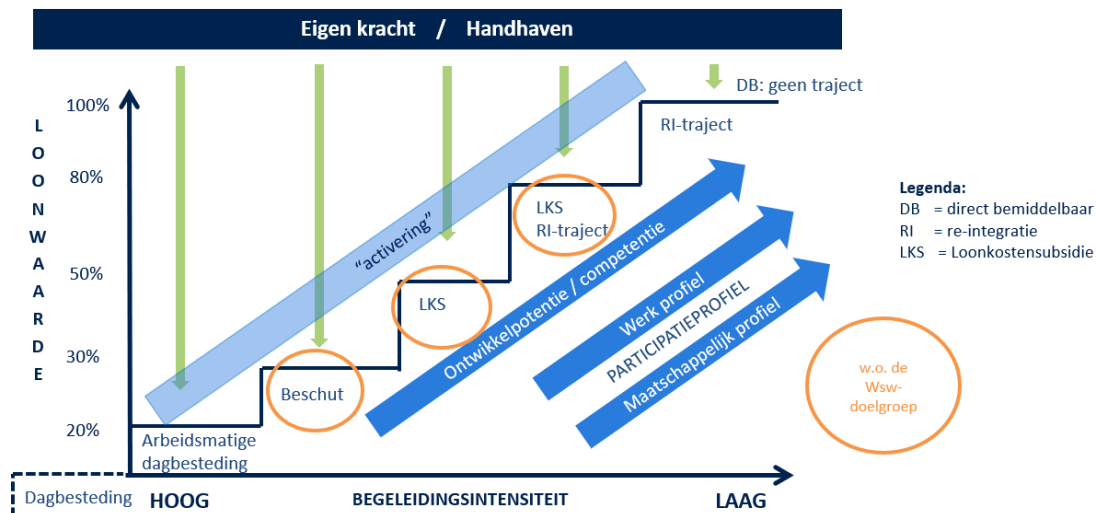 Eigen kracht / Handhaven
DB: geen traject
100%
RI-traject
LOONWAARDE
80%
LKS
RI-traject
Legenda:
DB = direct bemiddelbaar
RI = re-integratie
LKS = Loonkostensubsidie
"activering"
50%
LKS
Ontwikkelpotentie / competentie
Werk profiel
PARTICIPATIEPROFIEL
Maatschappelijk profiel
30%
Beschut
w.o. de
Wsw-
doelgroep
20%
Arbeidsmatige
dagbesteding
Dagbesteding
HOOG
BEGELEIDINGSINTENSITEIT
LAAG